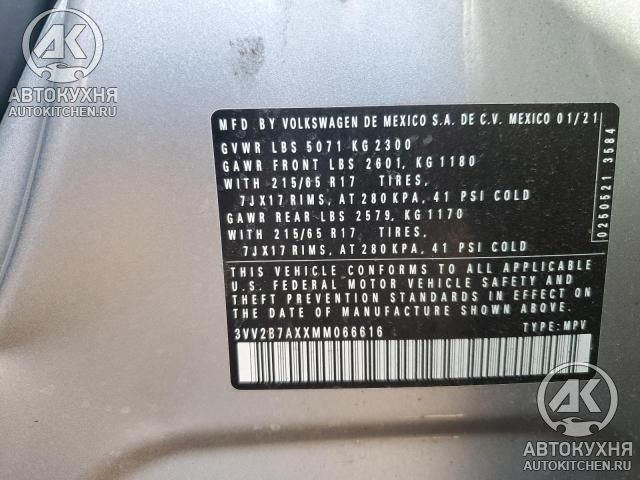 АК
АВТОКУХНЯ
AUTOKITCHEN.RU
MFD. BY VOLKSWAGEN DE MEXICO S.A. DE C.V. MEXICO 01/21
GVWR LBS 5071 KG 2300
GAWR FRONT LBS 2601, KG 1180
WITH 215/65 R17 TIRES,
7JX17 RIMS, AT 280 KPA, 41 PSI COLD
GAWR REAR LBS 2579, KG 1170
WITH 215/65 R17 TIRES,
7JX17 RIMS, AT 280 KPA, 41 PSI COLD
THIS VEHICLE CONFORMS TO ALL APPLICABLE
U.S. FEDERAL MOTOR VEHICLE SAFETY AND
THEFT PREVENTION STANDARDS IN EFFECT ON
THE DATE OF MANUFACTURE SHOWN ABOVE.
3VV2B7AXXMM066616 TYPE: MPV
0250521 3584
АК
АВТОКУХНЯ
AUTOKITCHEN.RU